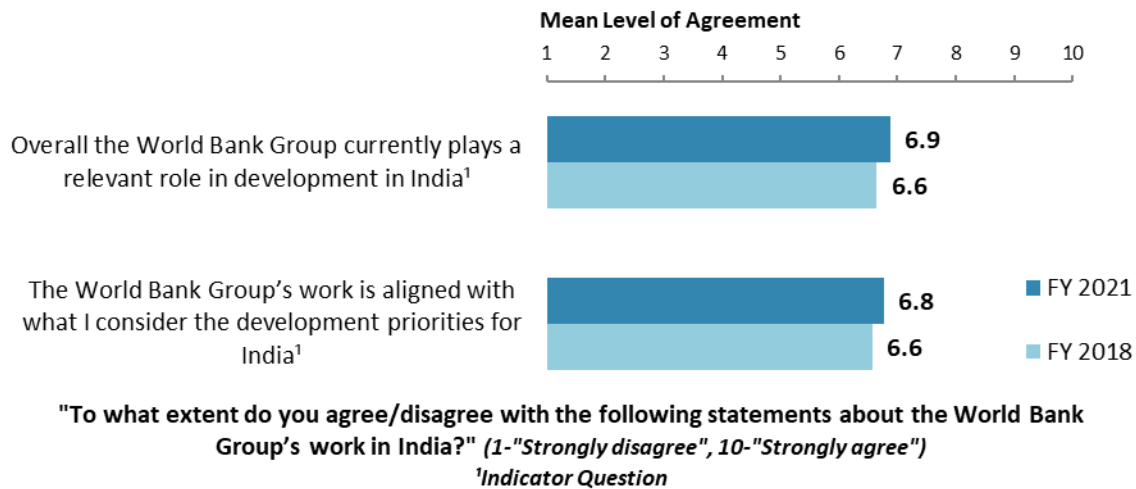 Mean Level of Agreement
1 2 3 4 5 6 7 8 9 10
Overall the World Bank Group currently plays a
relevant role in development in India¹
6.9
6.6
The World Bank Group’s work is aligned with
what I consider the development priorities for
India¹
6.8
6.6
FY 2021
FY 2018
"To what extent do you agree/disagree with the following statements about the World Bank
Group’s work in India?" (1-"Strongly disagree", 10-"Strongly agree")
¹Indicator Question